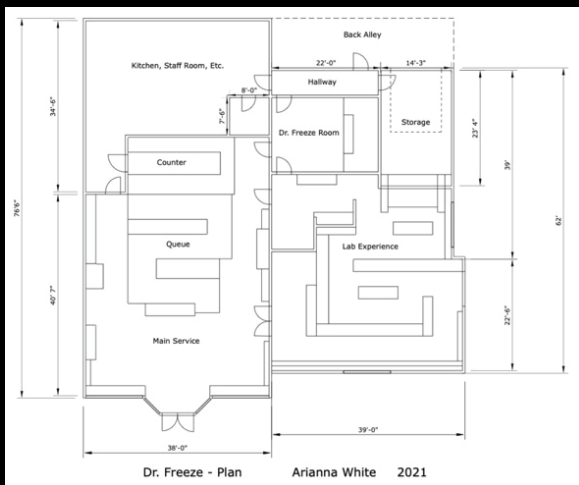 Back Alley
Kitchen, Staff Room, Etc.
22'-0"
14'-3"
Hallway
8'-0"
7'-6"
34'-6"
Dr. Freeze Room
Storage
23' 4"
39'
Counter
76'6"
62'
Queue
Lab Experience
40' 7"
22'-6"
Main Service
39'-0"
38'-0"
Dr. Freeze - Plan Arianna White 2021